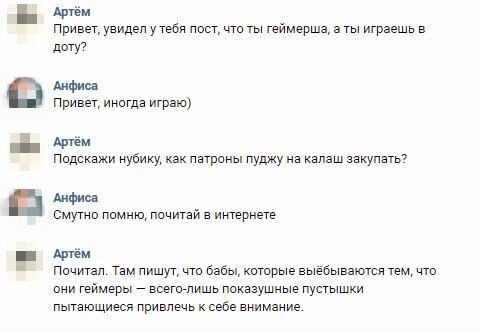 Артём
Привет, увидел у тебя пост, что ты геймерша, а ты играешь в
доту?
Анфиса
Привет, иногда играю)
Артём
Подскажи нубику, как патроны пуджу на калаш закупать?
Анфиса
Смутно помню, почитай в интернете
Артём
Почитал. Там пишут, что бабы, которые выёбываются тем, что
они геймеры — всего-лишь показушные пустышки
пытающиеся привлечь к себе внимание.